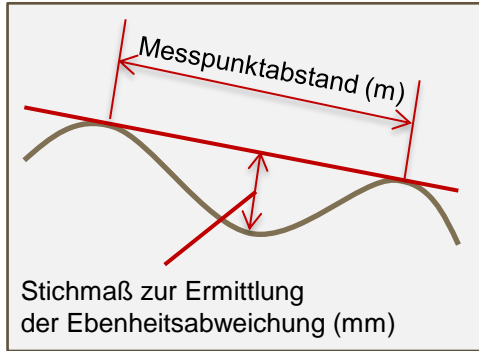 Messpunktabstand (m)
Stichmaß zur Ermittlung
der Ebenheitsabweichung (mm)